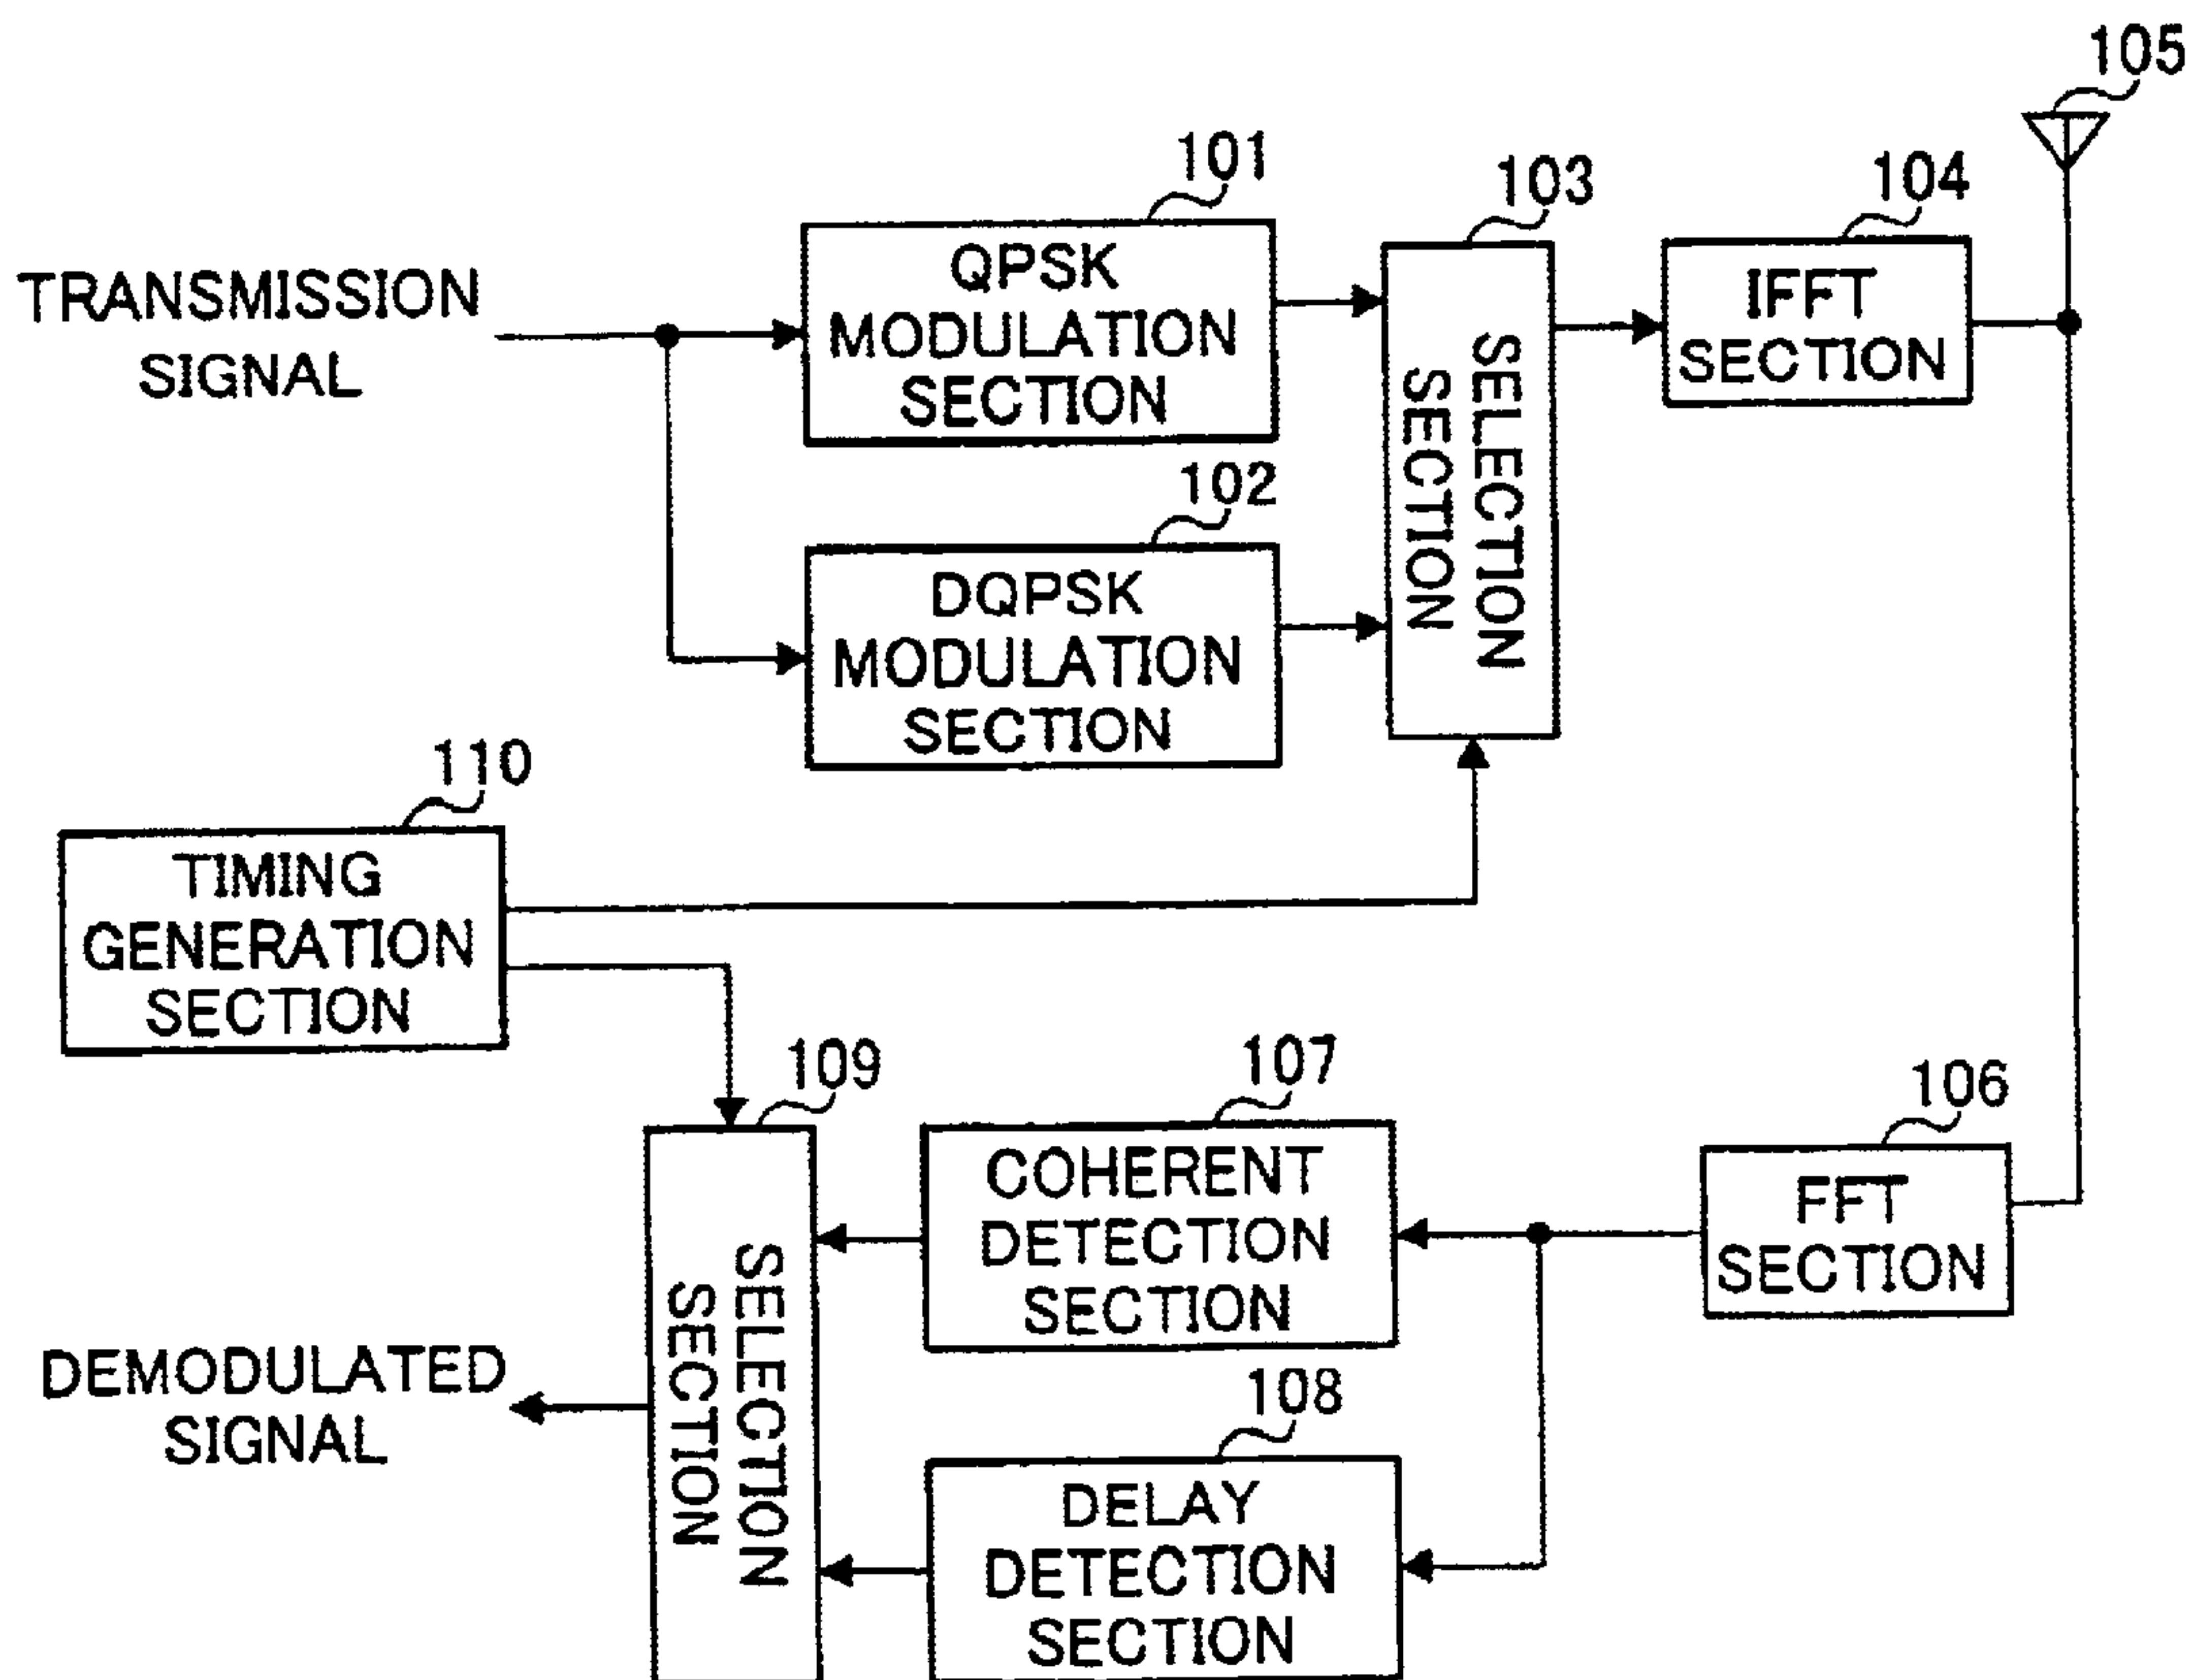 105
101
103
104
TRANSMISSION
SIGNAL
QPSK
MODULATION
SECTION
SELECTION
SECTION
IFFT
SECTION
102
DQPSK
MODULATION
SECTION
110
TIMING
GENERATION
SECTION
109
107
106
COHERENT
DETECTION
SECTION
FFT
SECTION
SELECTION
SECTION
DEMODULATED
SIGNAL
108
DELAY
DETECTION
SECTION